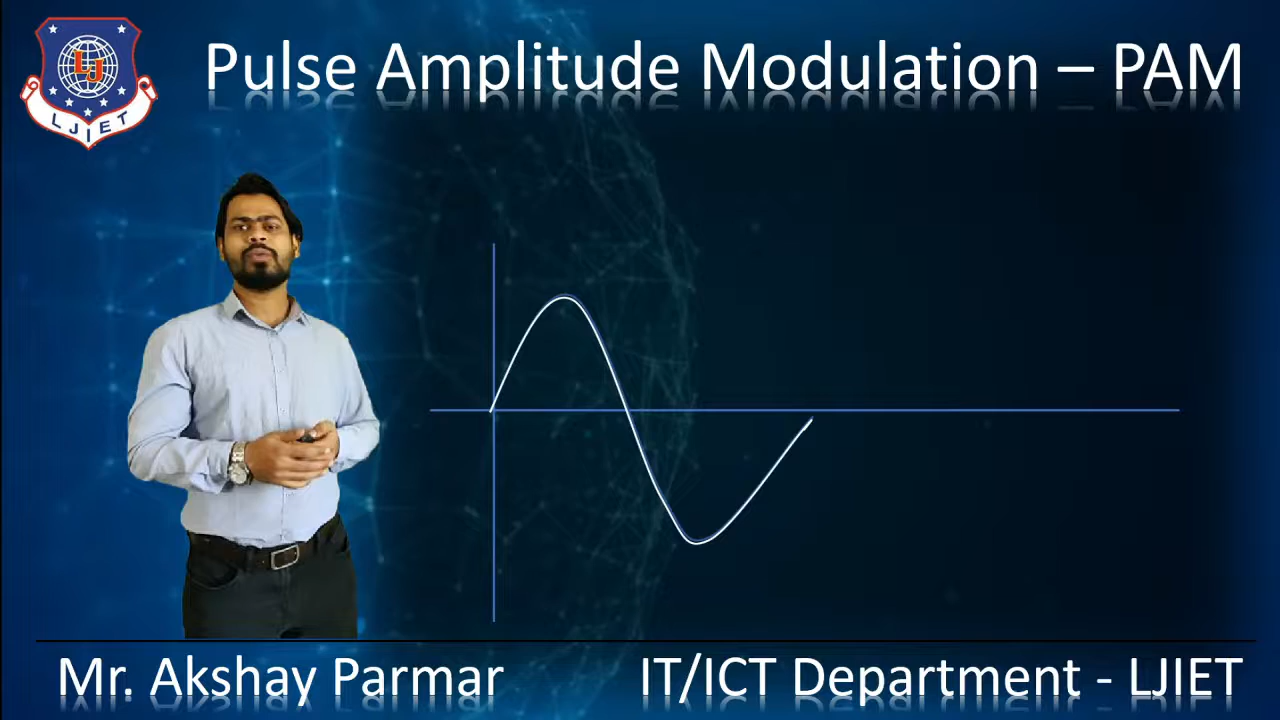 Pulse Amplitude Modulation – PAM
LJ
LJIET
Mr. Akshay Parmar
IT/ICT Department - LJIET